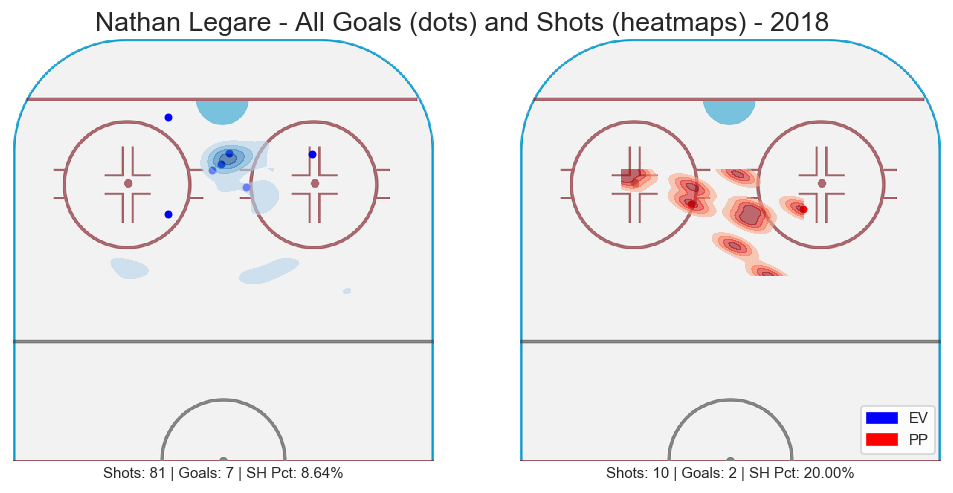 Nathan Legare - All Goals (dots) and Shots (heatmaps) - 2018
EV
PP
Shots: 81 | Goals: 7 | SH Pct: 8.64%
Shots: 10 | Goals: 2 | SH Pct: 20.00%